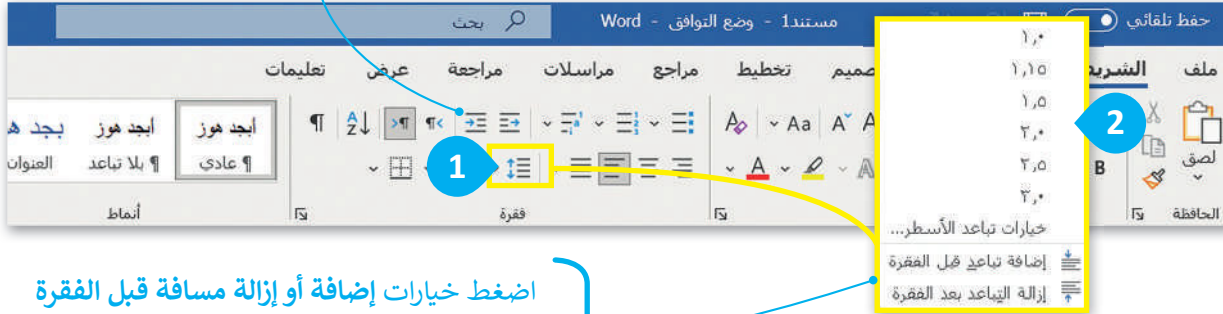 حفظ تلقائي
مستند1 - وضع التوافق - Word
بحث
ملف
الشريط
تخطيط
مراجع
مراسلات
مراجعة
عرض
تعليمات
لصق
الحافظة
B
A
Aa
A
A
A
Z
فقرة
أبجد هوز
¶ عادي
أبجد هوز
¶ بلا تباعد
العنوان
أنماط
1
2
١,٠
١,١٥
١,٥
٢,٠
٢,٥
٣,٠
خيارات تباعد الأسطر...
إضافة تباعد قبل الفقرة
إزالة التباعد بعد الفقرة
اضغط خيارات إضافة أو إزالة مسافة قبل الفقرة